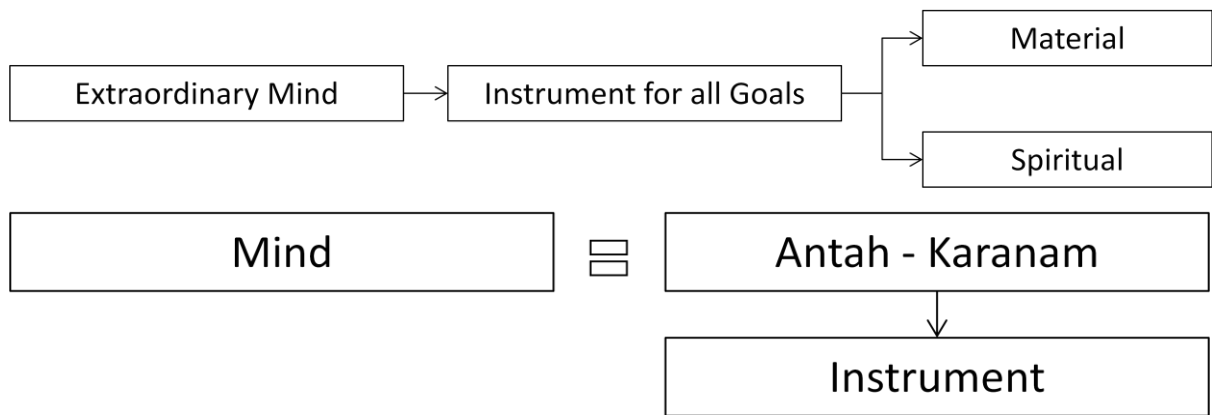 Material
Extraordinary Mind
Instrument for all Goals
Spiritual
Mind
=
Antah - Karanam
Instrument